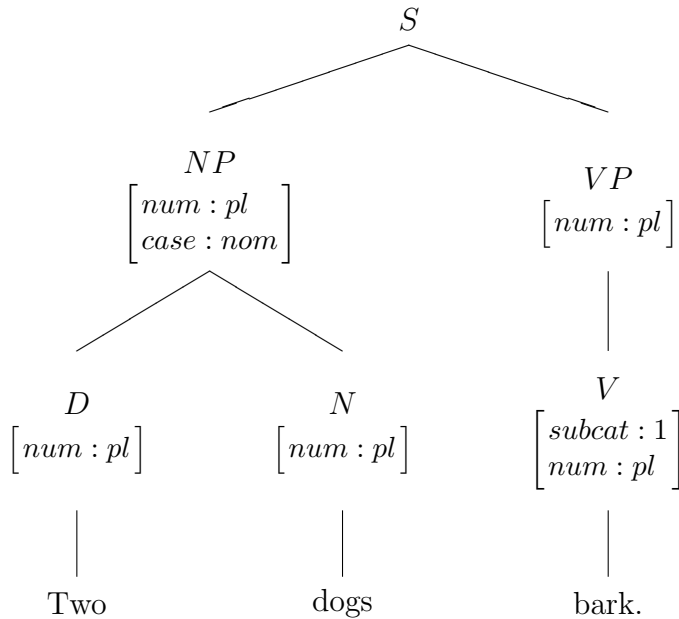 S
NP VP
[num : pl
case : nom] [num : pl]
D N V
[num : pl] [num : pl] [subcat : 1
num : pl]
Two dogs bark.